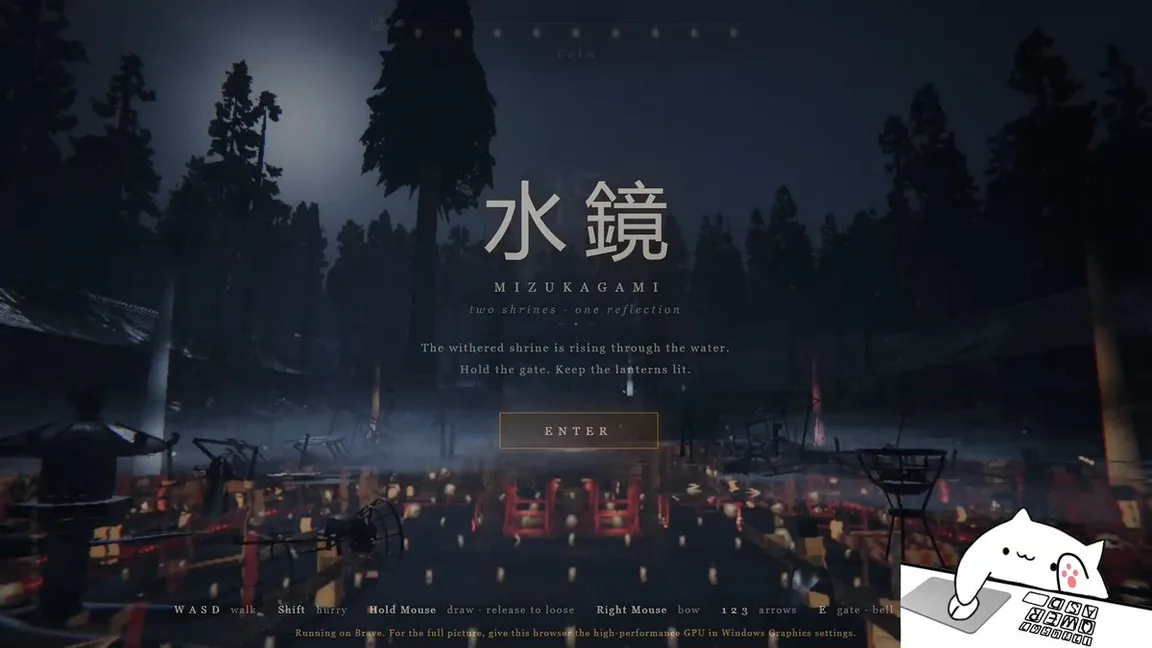 Calm
水鏡
MIZUKAGAMI
two shrines · one reflection
The withered shrine is rising through the water.
Hold the gate. Keep the lanterns lit.
ENTER
W A S D walk Shift hurry Hold Mouse draw · release to loose Right Mouse bow 1 2 3 arrows E gate · bell
Running on Brave. For the full picture, give this browser the high-performance GPU in Windows Graphics settings.